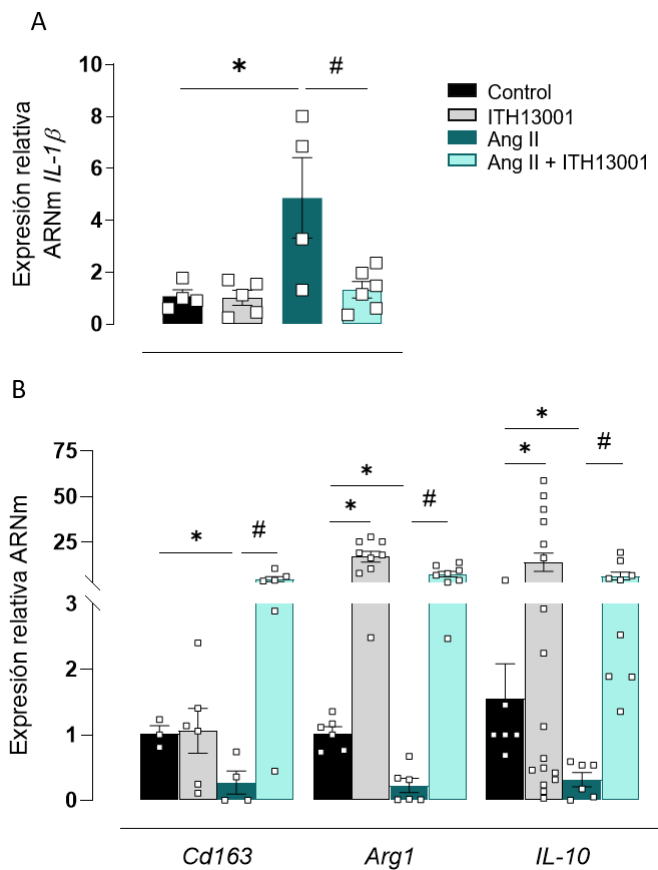 A
Expresión relativa
ARNm IL-1β
10
8
6
4
2
0
*
#
Control
ITH13001
Ang II
Ang II + ITH13001
B
Expresión relativa ARNm
75
50
25
3
2
1
0
*
#
*
*
#
*
*
#
Cd163
Arg1
IL-10